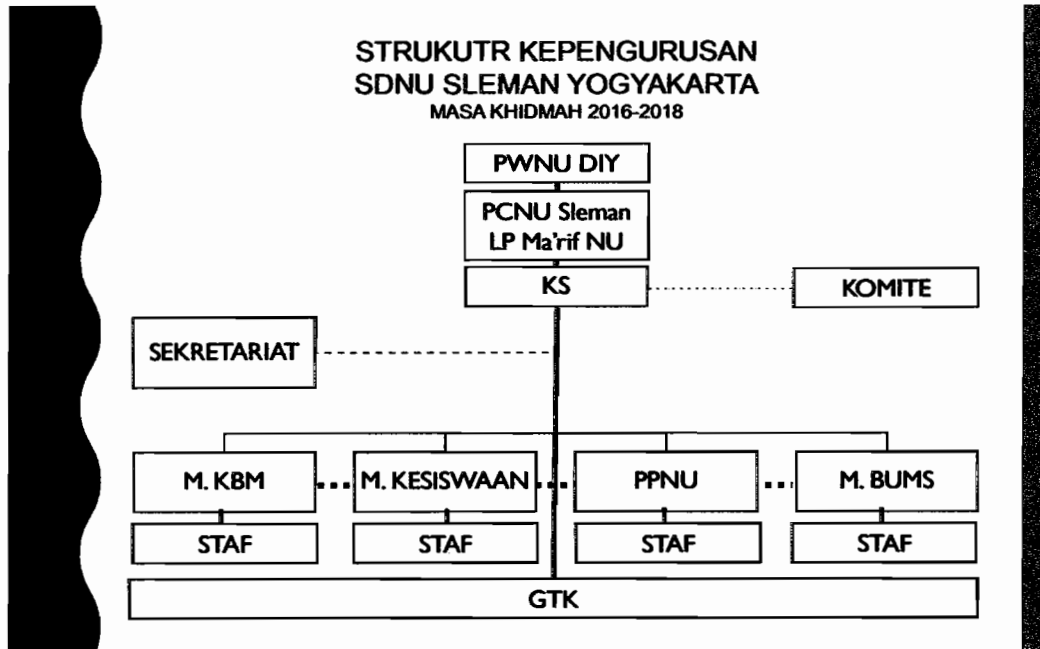 STRUKUTR KEPENGURUSAN
SDNU SLEMAN YOGYAKARTA
MASA KHIDMAH 2016-2018
PWNU DIY
PCNU Sleman
LP Ma'rif NU
KS
KOMITE
SEKRETARIAT
M. KBM
M. KESISWAAN
PPNU
M. BUMS
STAF
STAF
STAF
STAF
GTK